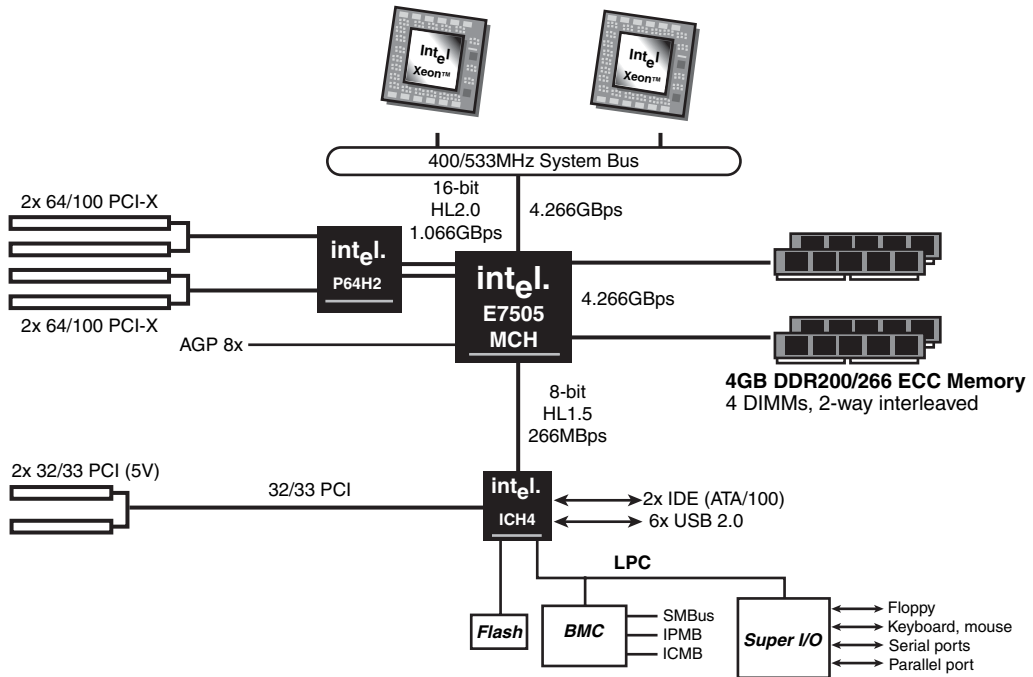 intel
Xeon™
intel
Xeon™
400/533MHz System Bus
2x 64/100 PCI-X
16-bit
HL2.0
1.066GBps
4.266GBps
intel.
P64H2
intel.
E7505
MCH
4.266GBps
2x 64/100 PCI-X
AGP 8x
4GB DDR200/266 ECC Memory
4 DIMMs, 2-way interleaved
8-bit
HL1.5
266MBps
2x 32/33 PCI (5V)
32/33 PCI
intel.
ICH4
2x IDE (ATA/100)
6x USB 2.0
LPC
Flash
BMC
SMBus
IPMB
ICMB
Super I/O
Floppy
Keyboard, mouse
Serial ports
Parallel port